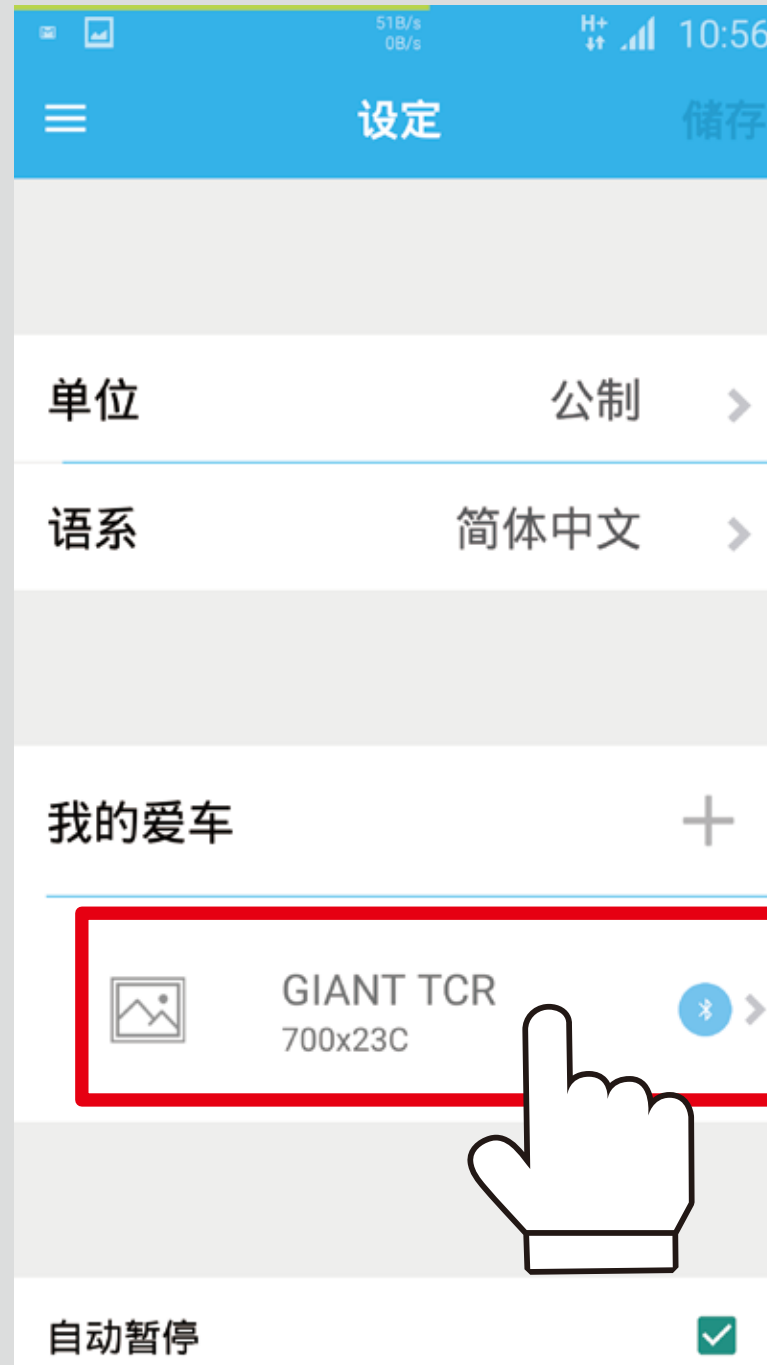 51B/s
0B/s
H+
10:56
设定
储存
单位
公制
语系
简体中文
我的爱车
GIANT TCR
700x23C
自动暂停